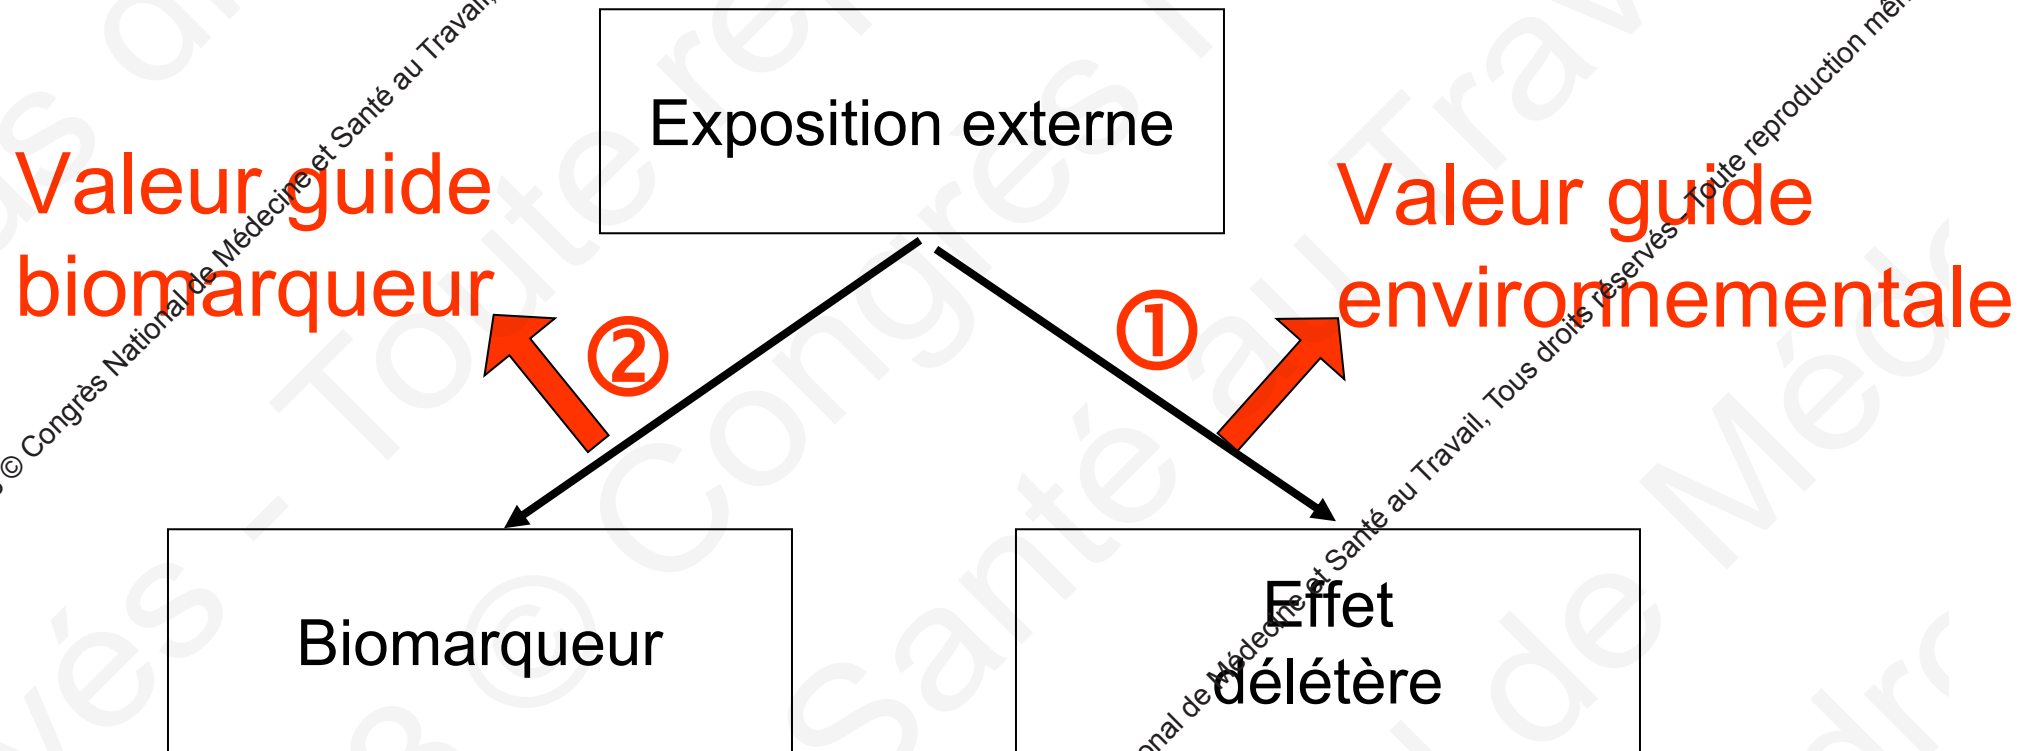 Exposition externe
Valeur guide
biomarqueur
Valeur guide
environnementale
②
①
Biomarqueur
Effet
délétère
© Congrès National de Médecine et Santé au Travail,
onal de Médecine et Santé au Travail, Tous droits réservés - Toute reproduction mêm